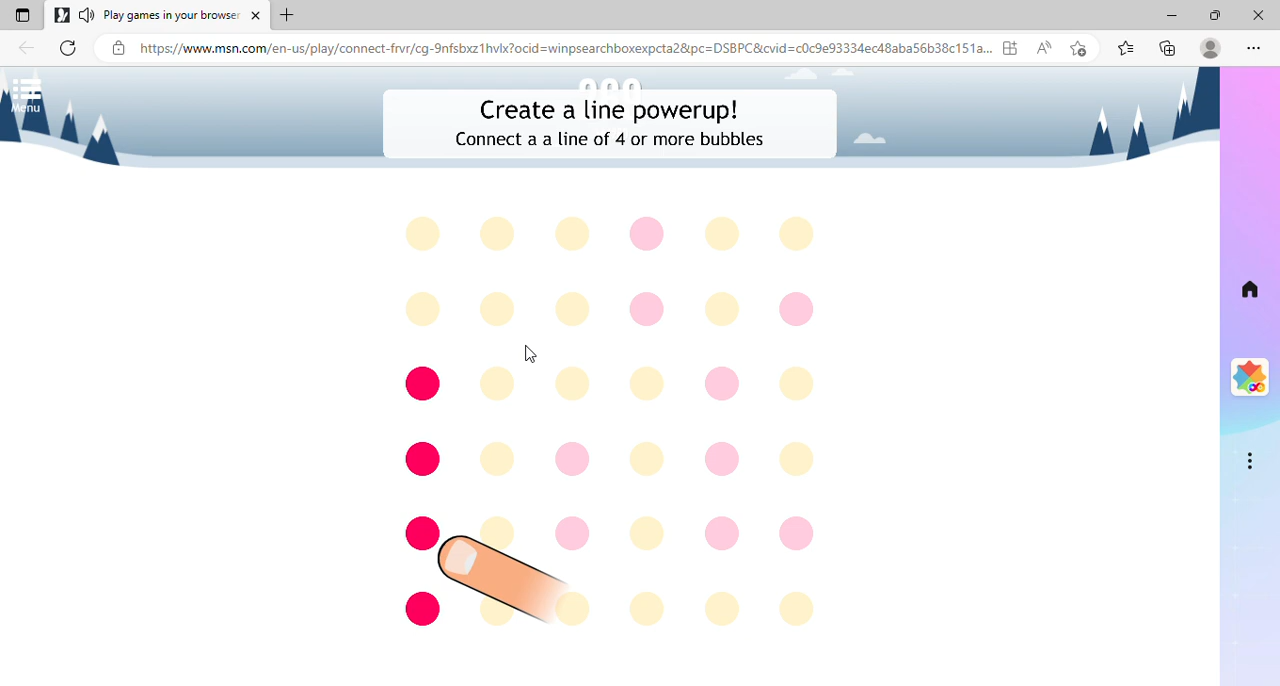 Play games in your browser
https://www.msn.com/en-us/play/connect-frvr/cg-9nfsbxz1hvlx?ocid=winpsearchboxexpcta2&pc=DSBPC&cvid=c0c9e93334ec48aba56b38c151a...
Menu
000
Create a line powerup!
Connect a a line of 4 or more bubbles